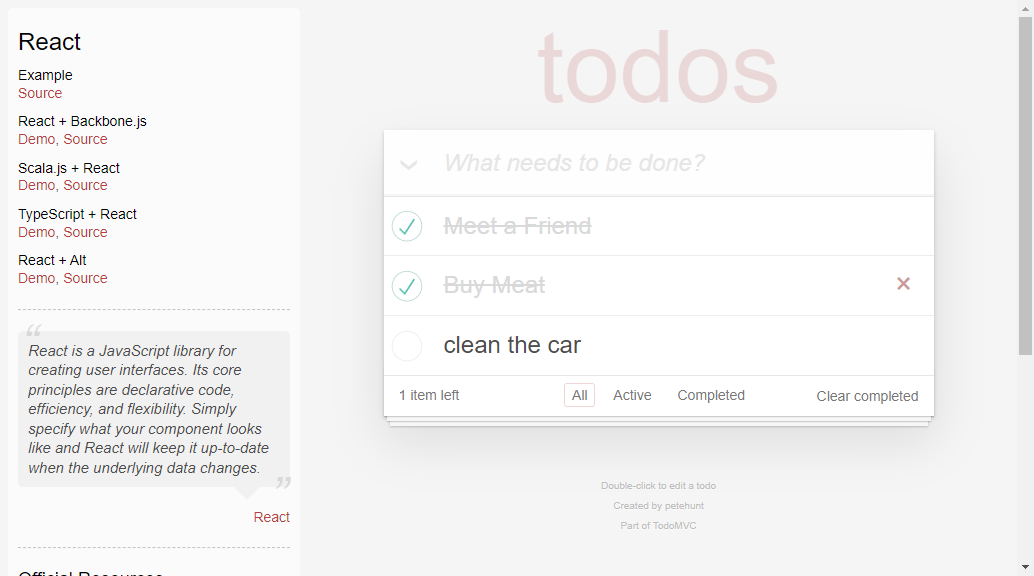 React
Example
Source
React + Backbone.js
Demo, Source
Scala.js + React
Demo, Source
TypeScript + React
Demo, Source
React + Alt
Demo, Source
“
React is a JavaScript library for
creating user interfaces. Its core
principles are declarative code,
efficiency, and flexibility. Simply
specify what your component looks
like and React will keep it up-to-date
when the underlying data changes.
”
React
Official Resources
todos
What needs to be done?
Meet a Friend
Buy Meat
×
clean the car
1 item left
All
Active
Completed
Clear completed
Double-click to edit a todo
Created by petehunt
Part of TodoMVC